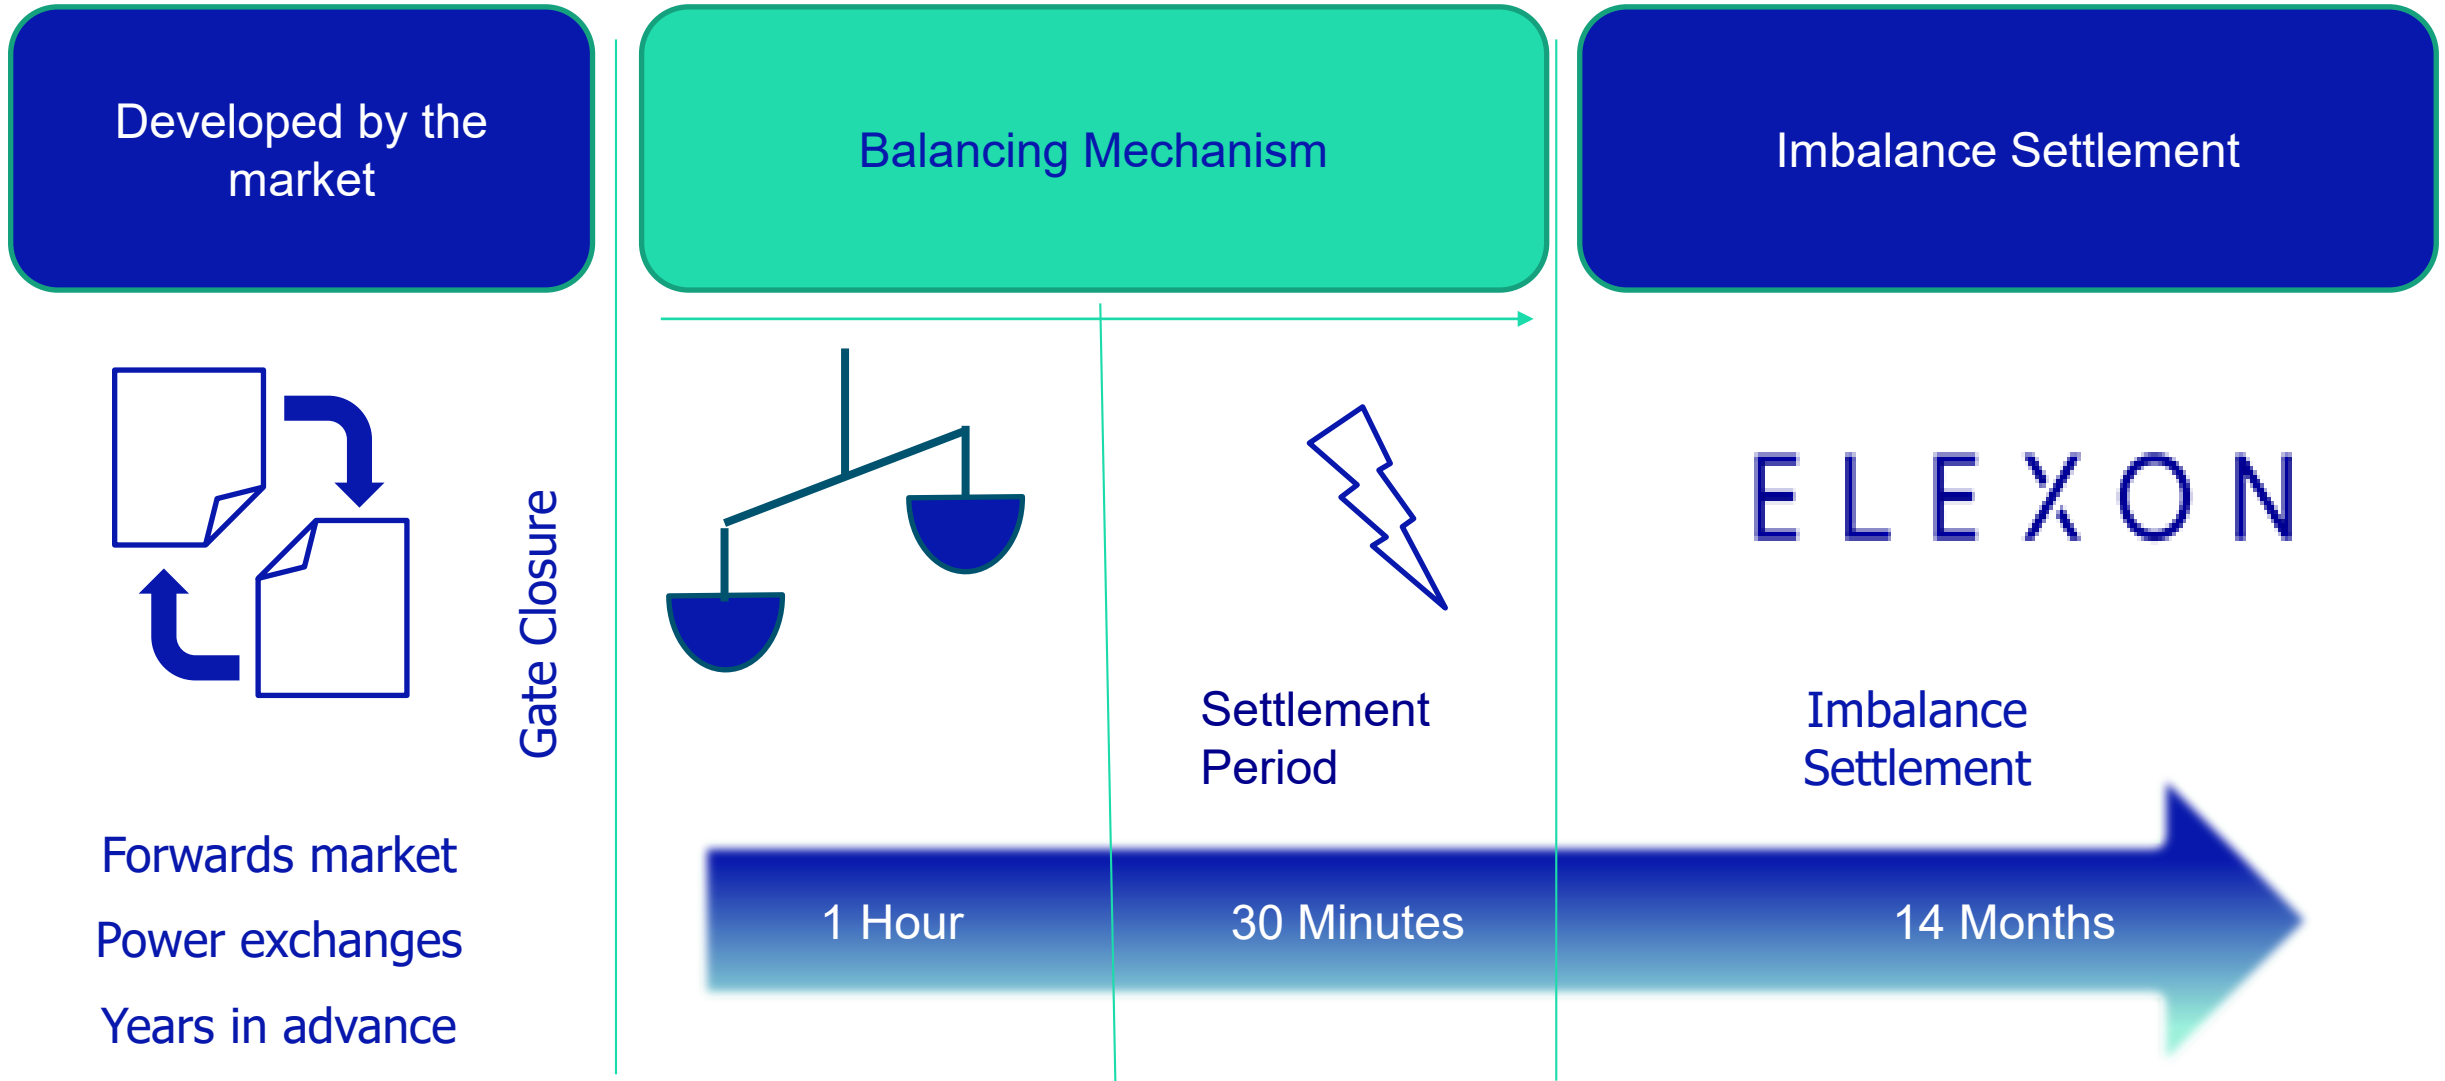 Developed by the
market
Balancing Mechanism
Imbalance Settlement
Gate Closure
ELEXON
Settlement
Period
Imbalance
Settlement
Forwards market
Power exchanges
Years in advance
1 Hour
30 Minutes
14 Months